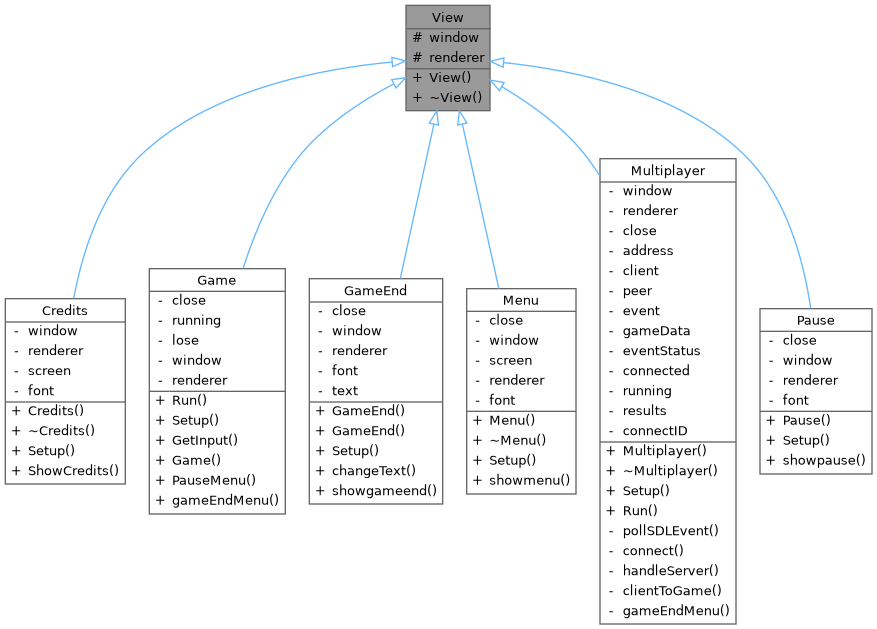 View
# window
# renderer
+ View()
+ ~View()
Credits
- window
- renderer
- screen
- font
+ Credits()
+ ~Credits()
+ Setup()
+ ShowCredits()
Game
- close
- running
- lose
- window
- renderer
+ Run()
+ Setup()
+ GetInput()
+ Game()
+ PauseMenu()
+ gameEndMenu()
GameEnd
- close
- window
- renderer
- font
- text
+ GameEnd()
+ GameEnd()
+ Setup()
+ changeText()
+ showgameend()
Menu
- close
- window
- screen
- renderer
- font
+ Menu()
+ ~Menu()
+ Setup()
+ showmenu()
Multiplayer
- window
- renderer
- close
- address
- client
- peer
- event
- gameData
- eventStatus
- connected
- running
- results
- connectID
+ Multiplayer()
+ ~Multiplayer()
+ Setup()
+ Run()
- pollSDLEvent()
- connect()
- handleServer()
- clientToGame()
- gameEndMenu()
Pause
- close
- window
- renderer
- font
+ Pause()
+ Setup()
+ showpause()